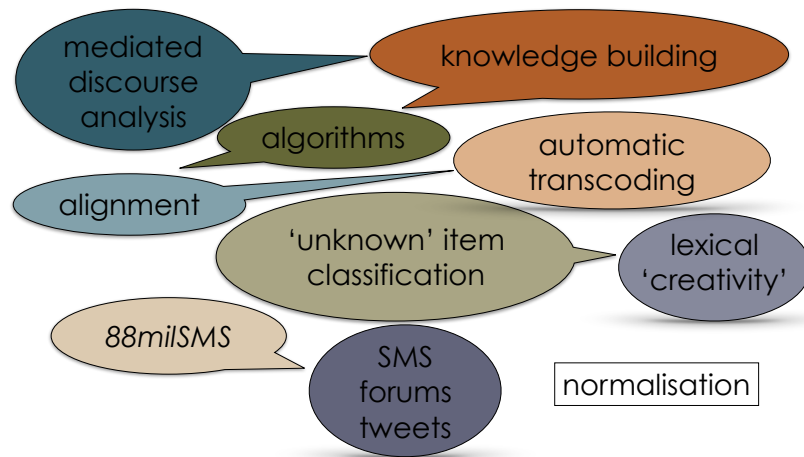 mediated
discourse
analysis
knowledge building
algorithms
automatic
transcoding
alignment
‘unknown’ item
classification
lexical
‘creativity’
88milSMS
SMS
forums
tweets
normalisation